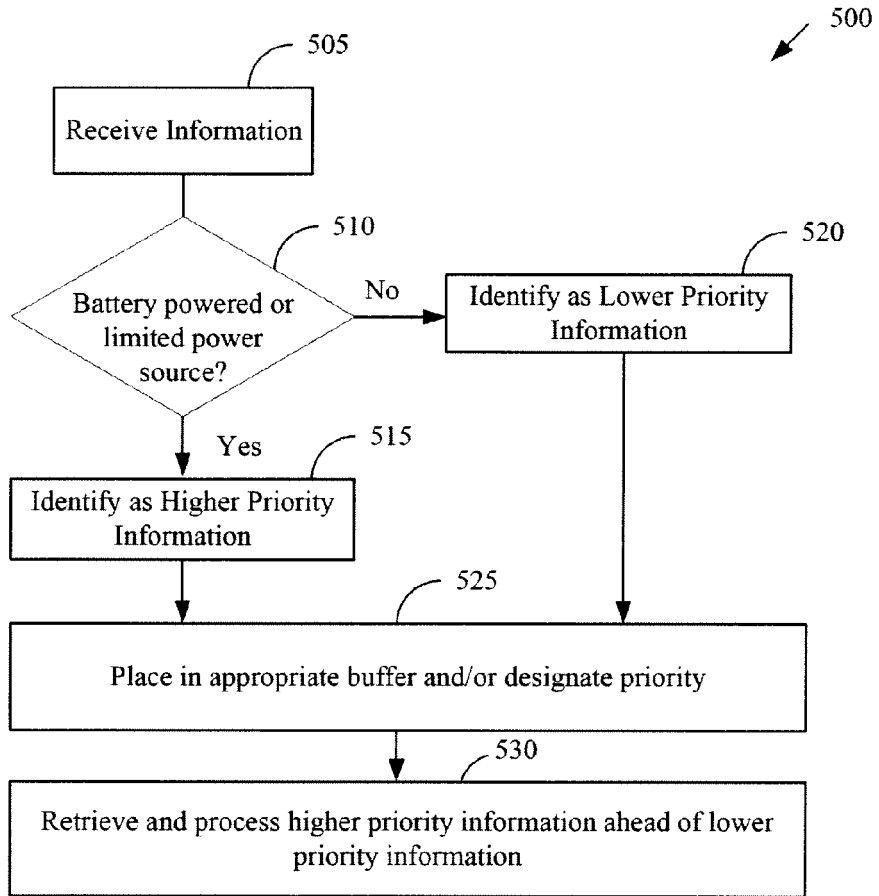 500
505
Receive Information
510
Battery powered or
limited power
source?
No
520
Identify as Lower Priority
Information
Yes
515
Identify as Higher Priority
Information
525
Place in appropriate buffer and/or designate priority
530
Retrieve and process higher priority information ahead of lower
priority information